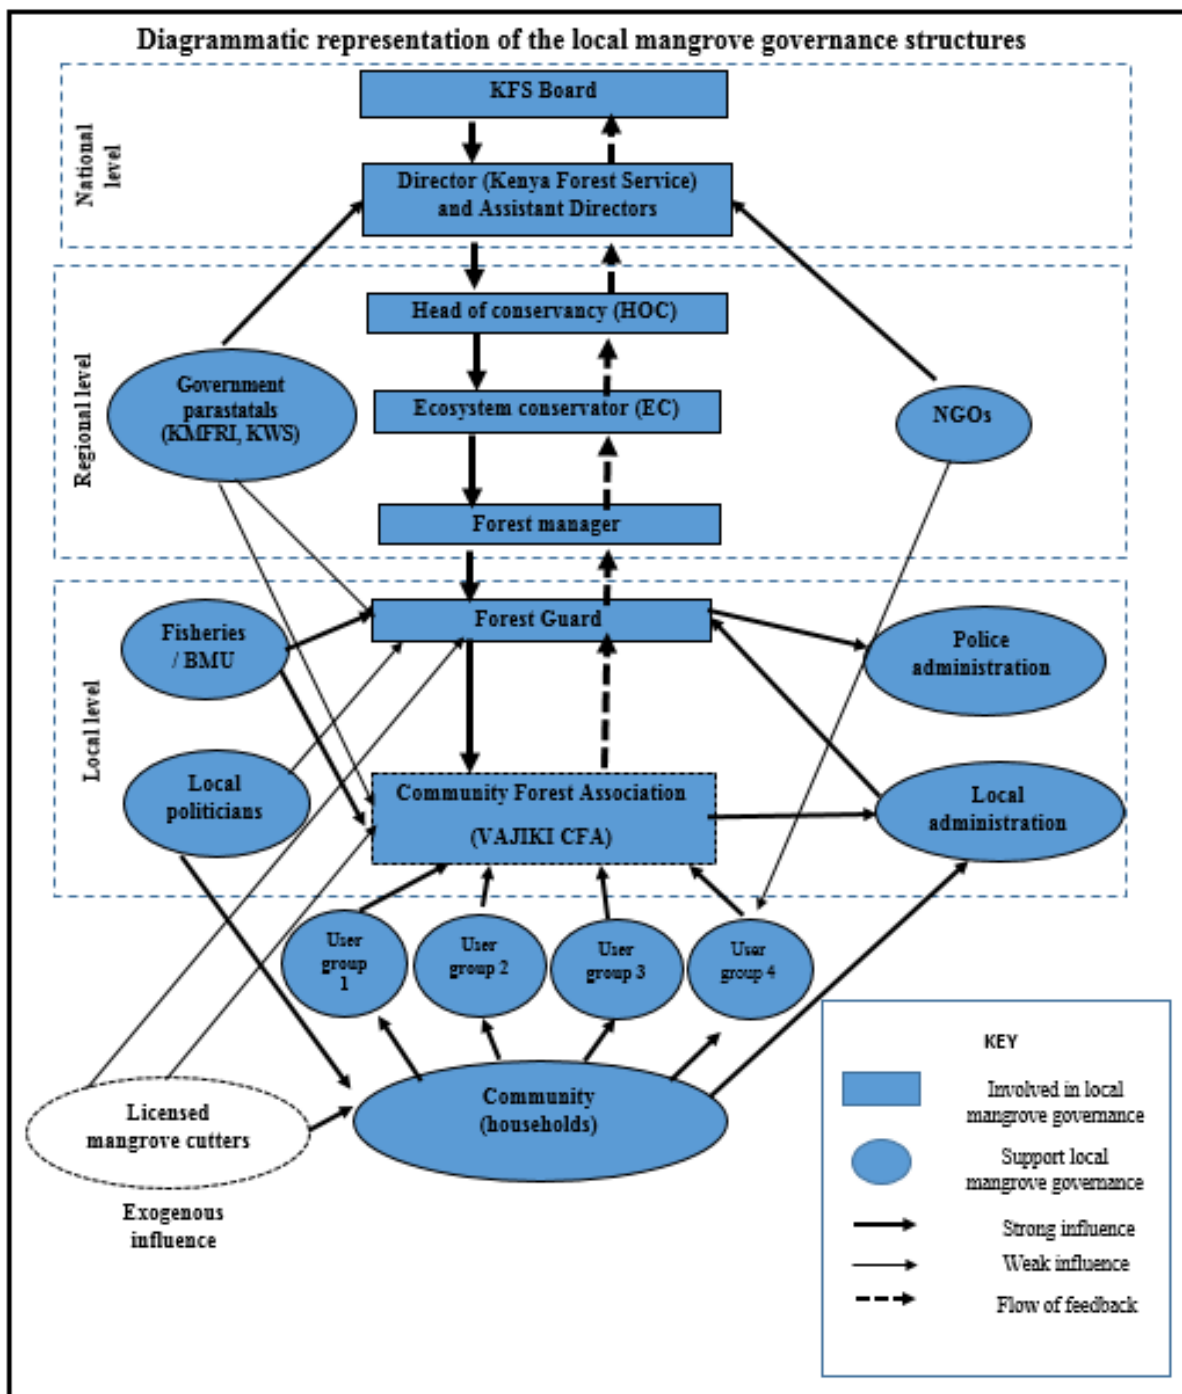 Diagrammatic representation of the local mangrove governance structures
National
level
KFS Board
Director (Kenya Forest Service)
and Assistant Directors
Regional level
Head of conservancy (HOC)
Government
parastatals
(KMFRI, KWS)
Ecosystem conservator (EC)
NGOs
Forest manager
Local level
Fisheries
/ BMU
Forest Guard
Police
administration
Local
politicians
Community Forest Association
(VAJIKI CFA)
Local
administration
User
group
1
User
group 2
User
group 3
User
group 4
Licensed
mangrove cutters
Community
(households)
Exogenous
influence
KEY
Involved in local
mangrove governance
Support local
mangrove governance
Strong influence
Weak influence
Flow of feedback